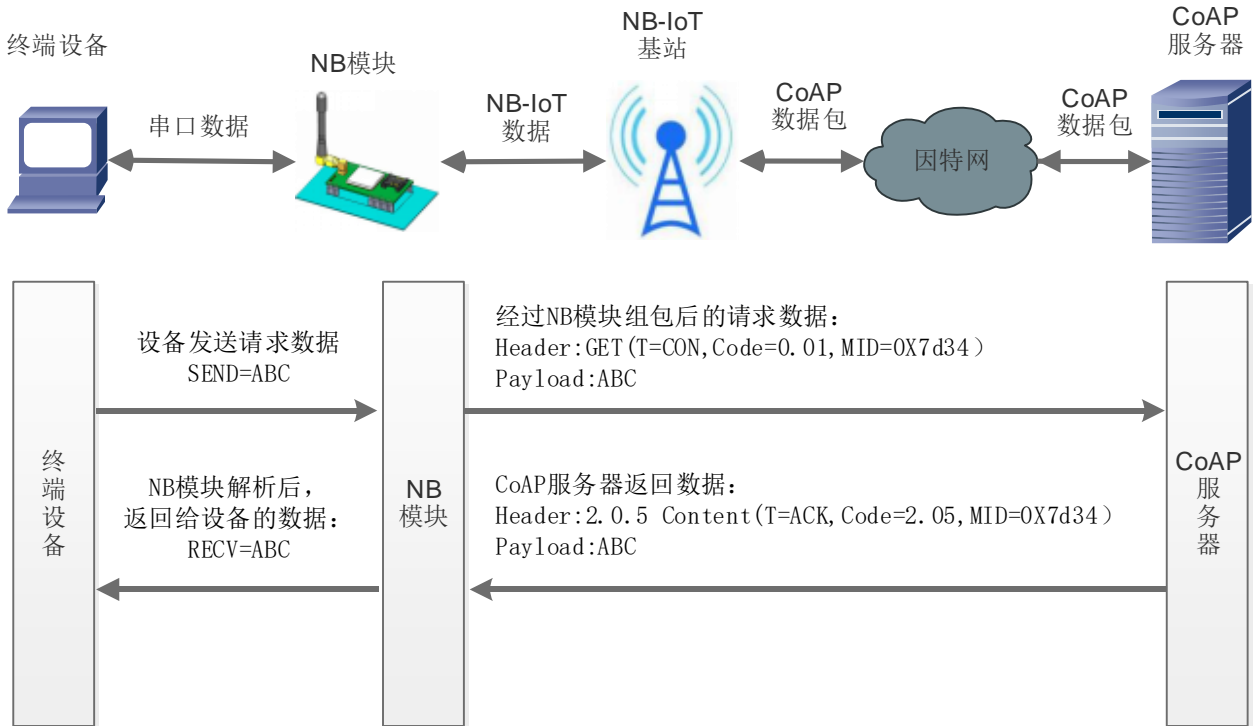 终端设备
NB模块
NB-IoT
基站
CoAP
服务器
串口数据
NB-IoT
数据
CoAP
数据包
因特网
CoAP
数据包
设备发送请求数据
SEND=ABC
经过NB模块组包后的请求数据：
Header:GET(T=CON,Code=0.01,MID=0X7d34）
Payload:ABC
终
端
设
备
NB模块解析后，
返回给设备的数据：
RECV=ABC
NB
模块
CoAP服务器返回数据：
Header:2.0.5 Content(T=ACK,Code=2.05,MID=0X7d34）
Payload:ABC
CoAP
服
务
器